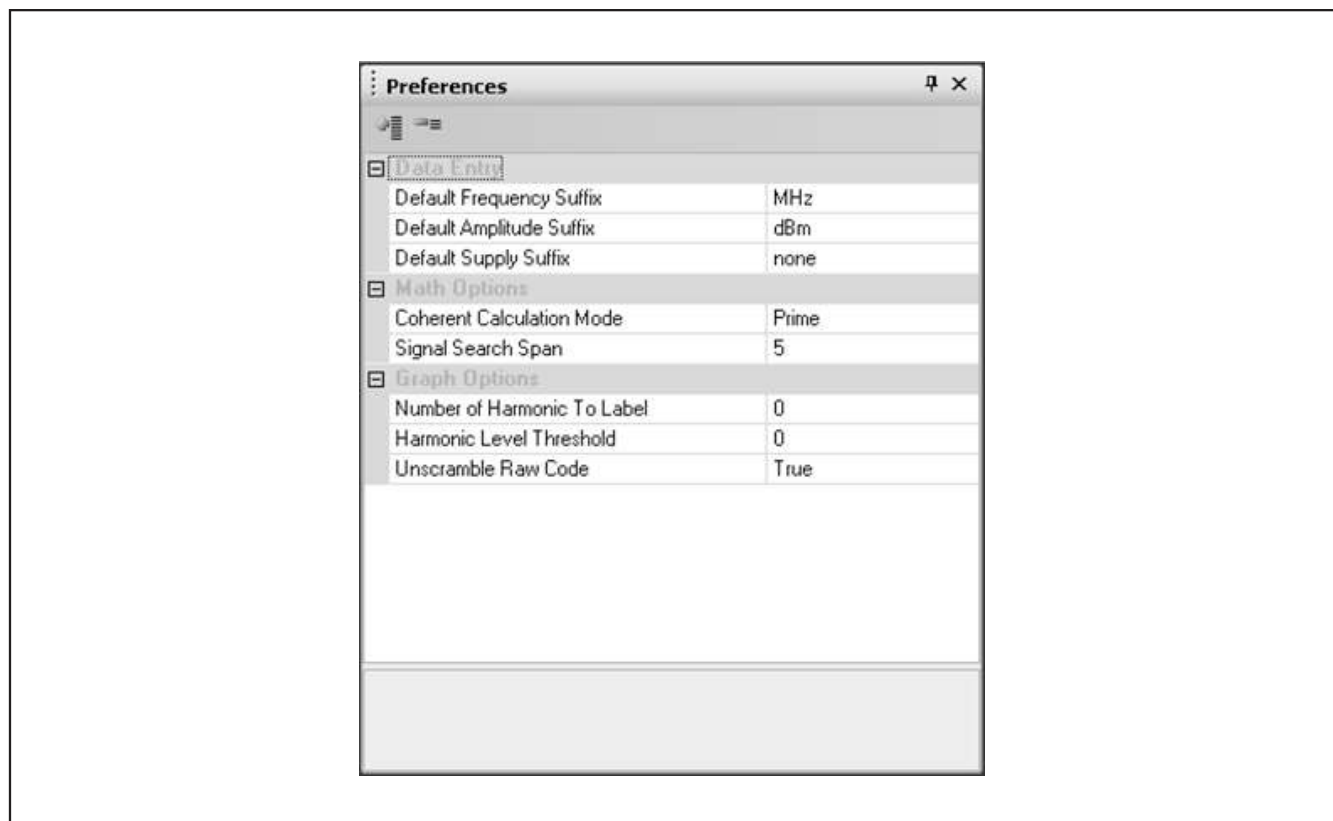 Preferences
Data Entry
Default Frequency Suffix MHz
Default Amplitude Suffix dBm
Default Supply Suffix none
Math Options
Coherent Calculation Mode Prime
Signal Search Span 5
Graph Options
Number of Harmonic To Label 0
Harmonic Level Threshold 0
Unscramble Raw Code True